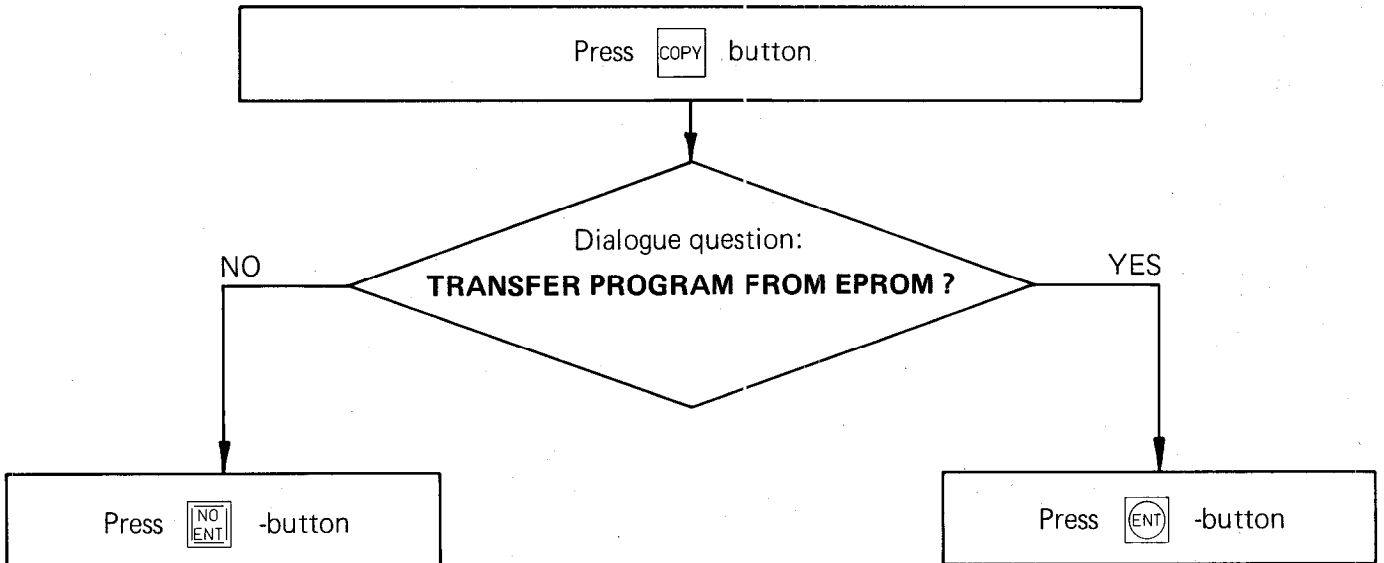 Press COPY button
Dialogue question:
NO
YES
TRANSFER PROGRAM FROM EPROM ?
Press NO ENT -button
Press ENT -button